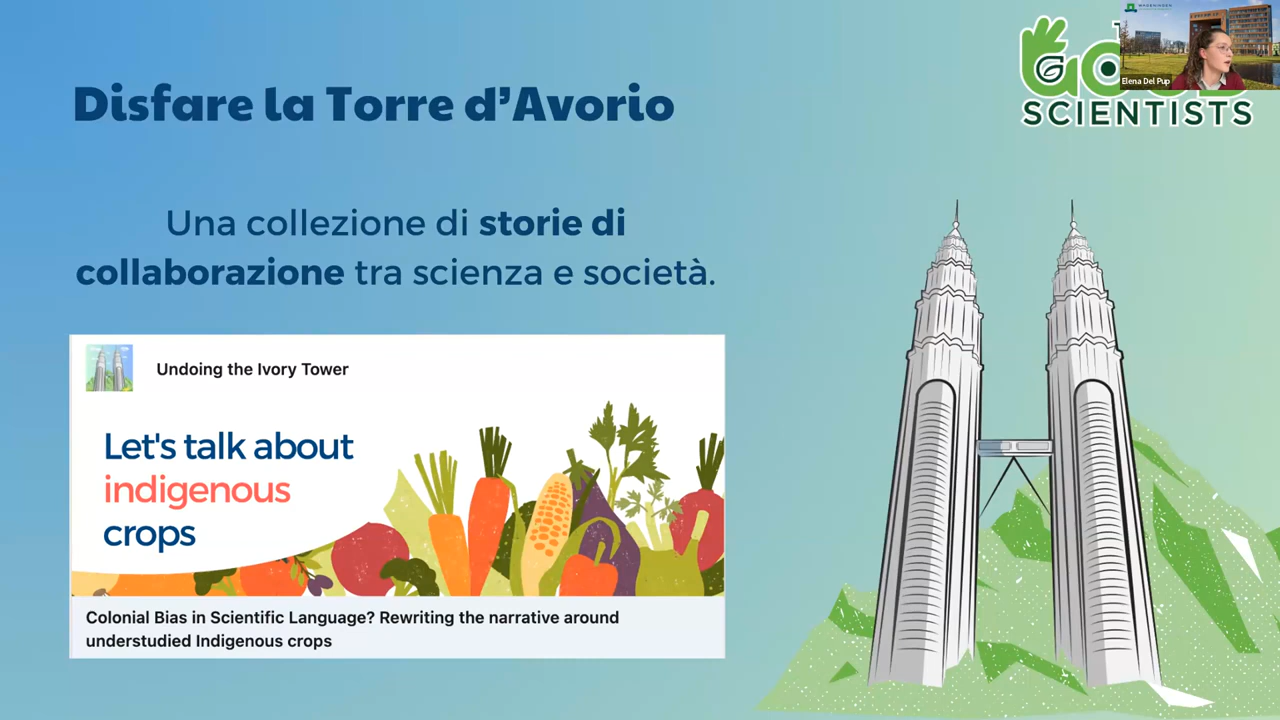 Disfare la Torre d'Avorio
Una collezione di storie di
collaborazione tra scienza e società.
Undoing the Ivory Tower
Let's talk about
indigenous
crops
Colonial Bias in Scientific Language? Rewriting the narrative around
understudied Indigenous crops
SCIENTISTS
Elena Del Pup